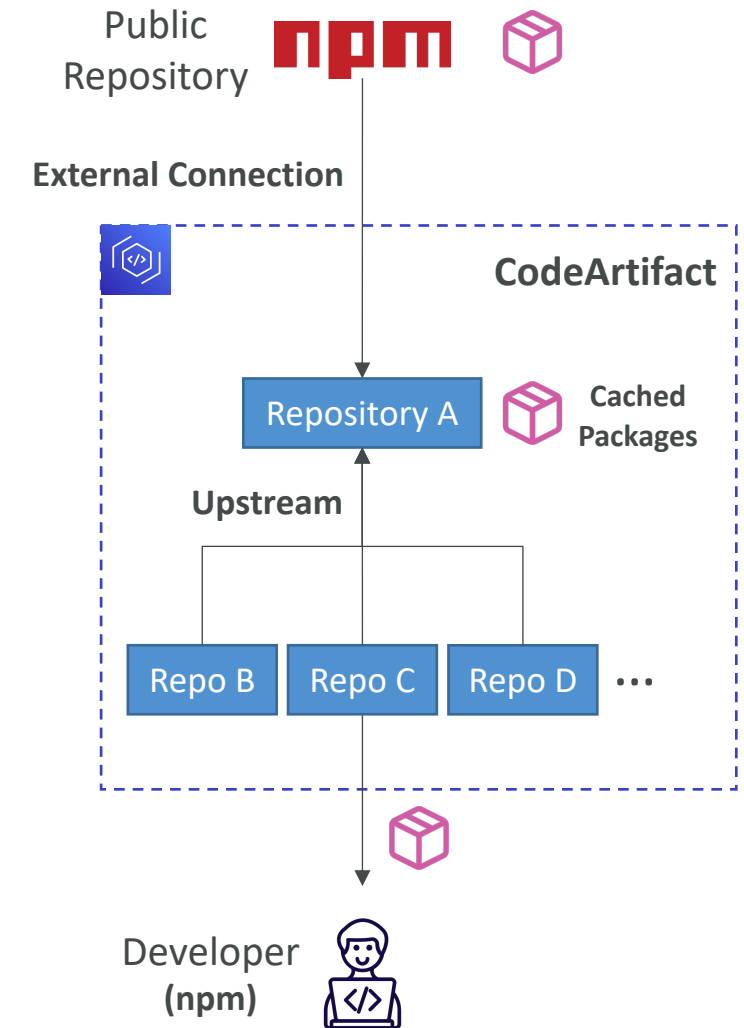 Public
Repository
npm
External Connection
</>
CodeArtifact
Repository A
Cached
Packages
Upstream
Repo B
Repo C
Repo D
...
Developer
(npm)
</>